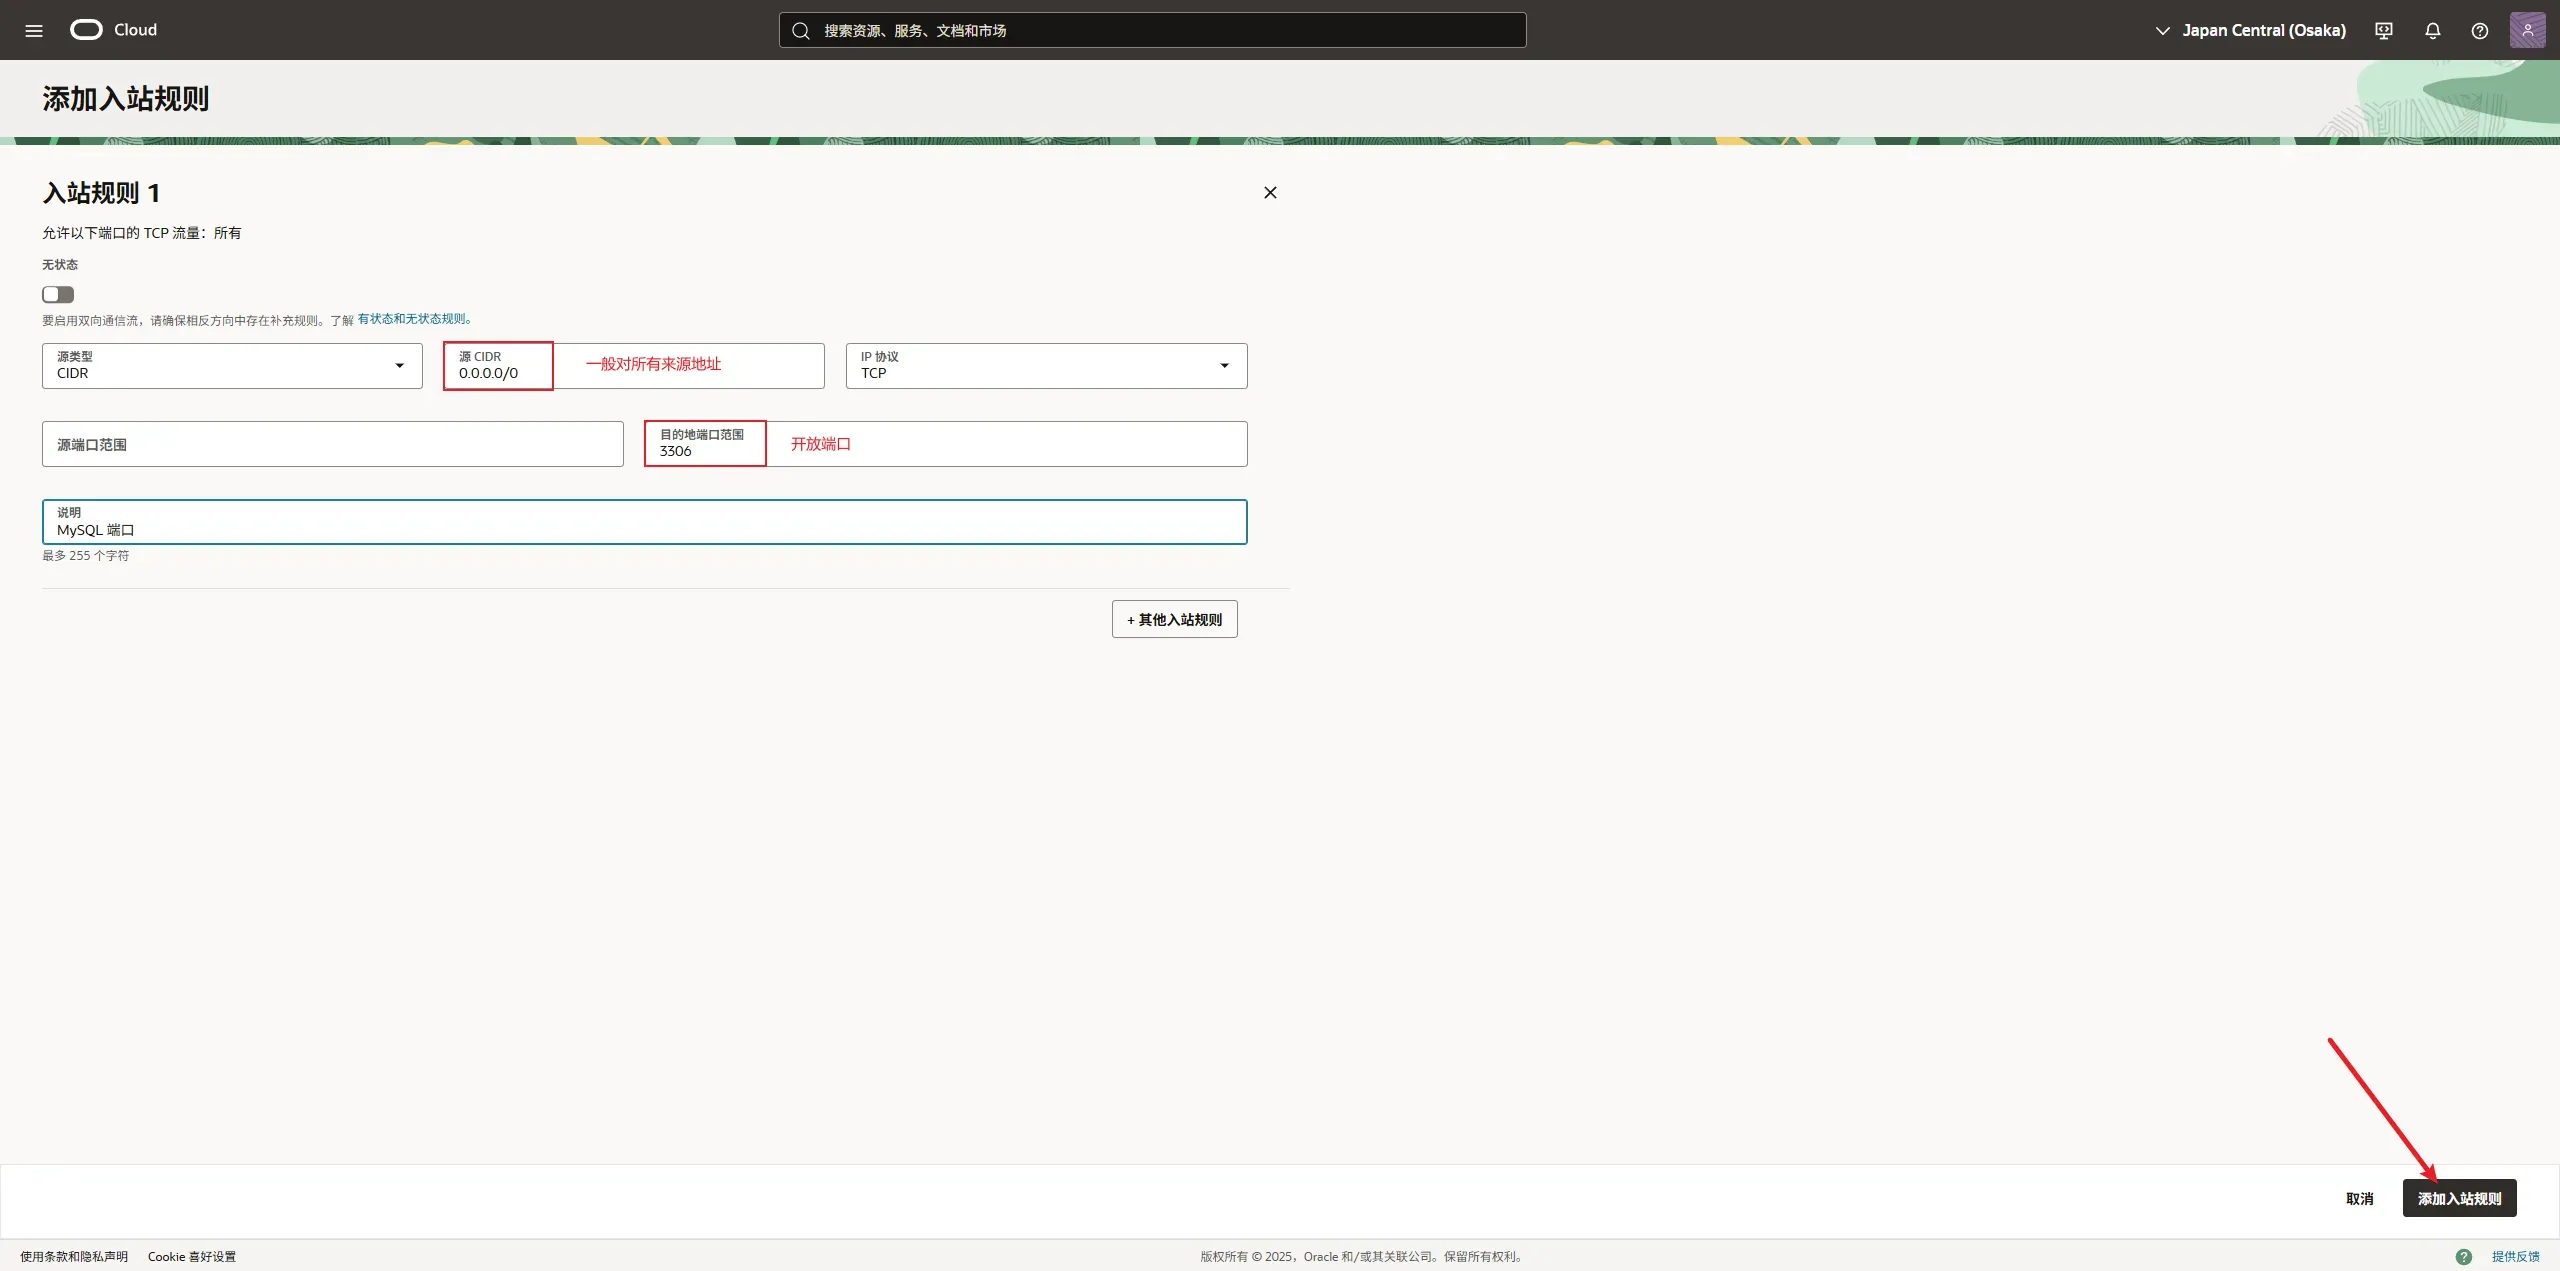 Cloud
搜索资源、服务、文档和市场
Japan Central (Osaka)
添加入站规则
入站规则 1
允许以下端口的 TCP 流量：所有
无状态
要启用双向通信流，请确保相反方向中存在补充规则。了解 有状态和无状态规则。
源类型
CIDR
源 CIDR
0.0.0.0/0
一般对所有来源地址
IP 协议
TCP
源端口范围
目的地端口范围
3306
开放端口
说明
MySQL 端口
最多 255 个字符
+ 其他入站规则
取消
添加入站规则
使用条款和隐私声明
Cookie 喜好设置
版权所有 © 2025，Oracle 和/或其关联公司。保留所有权利。
提供反馈